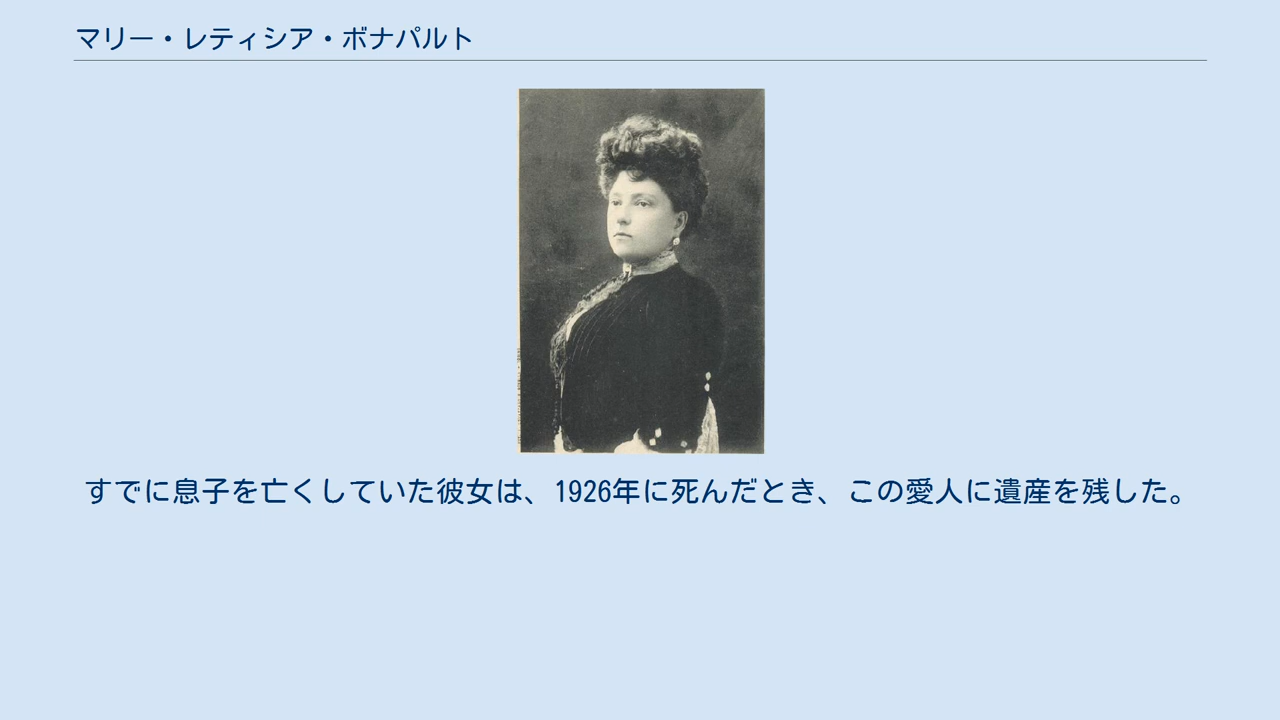 マリー・レティシア・ボナパルト
すでに息子を亡くしていた彼女は、1926年に死んだとき、この愛人に遺産を残した。